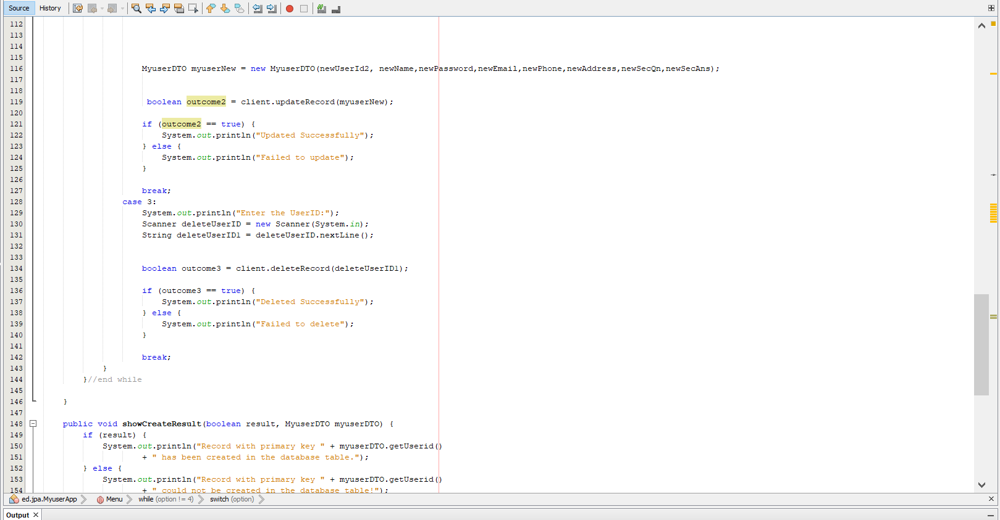 Source History
112
113
114
115
116 MyuserDTO myuserNew = new MyuserDTO(newUserId2, newName,newPassword,newEmail,newPhone,newAddress,newSecQn,newSecAns);
117
118
119 boolean outcome2 = client.updateRecord(myuserNew);
120
121 if (outcome2 == true) {
122 System.out.println("Updated Successfully");
123 } else {
124 System.out.println("Failed to update");
125 }
126
127 break;
128 case 3:
129 System.out.println("Enter the UserID:");
130 Scanner deleteUserID = new Scanner(System.in);
131 String deleteUserID1 = deleteUserID.nextLine();
132
133
134 boolean outcome3 = client.deleteRecord(deleteUserID1);
135
136 if (outcome3 == true) {
137 System.out.println("Deleted Successfully");
138 } else {
139 System.out.println("Failed to delete");
140 }
141
142 break;
143 }
144 }//end while
145
146 }
147
148 public void showCreateResult(boolean result, MyuserDTO myuserDTO) {
149 if (result) {
150 System.out.println("Record with primary key " + myuserDTO.getUserid()
151 + " has been created in the database table.");
152 } else {
153 System.out.println("Record with primary key " + myuserDTO.getUserid()
154 + " could not be created in the database table!");
ed.jpa.MyuserApp Menu while (option != 4) switch (option)
Output